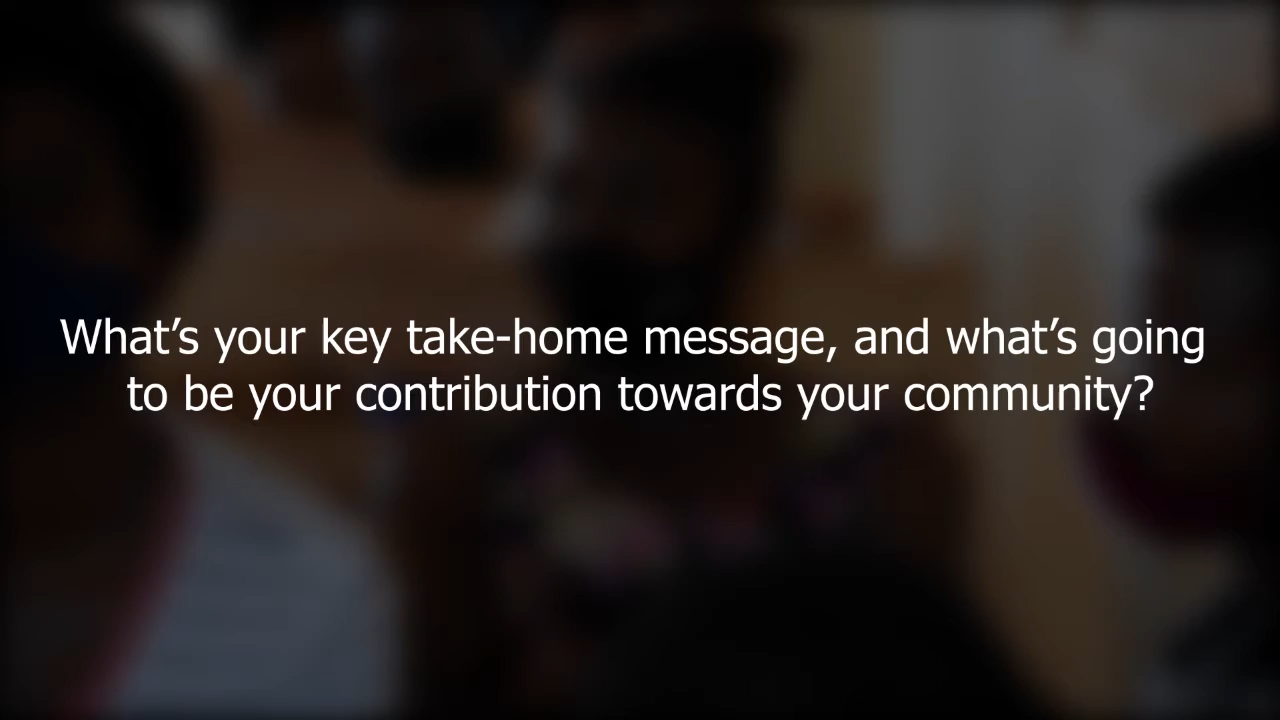 What’s your key take-home message, and what’s going
to be your contribution towards your community?